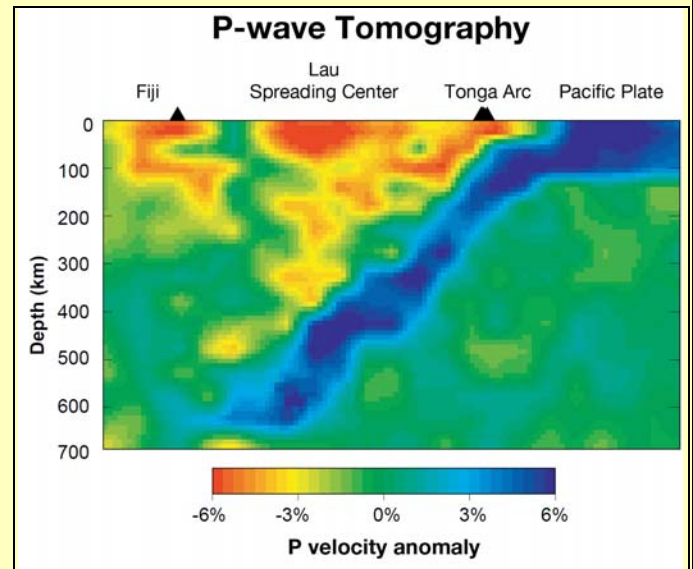 P-wave Tomography
Lau
Fiji Spreading Center Tonga Arc Pacific Plate
0
100
200
300
400
500
600
700
Depth (km)
-6% -3% 0% 3% 6%
P velocity anomaly